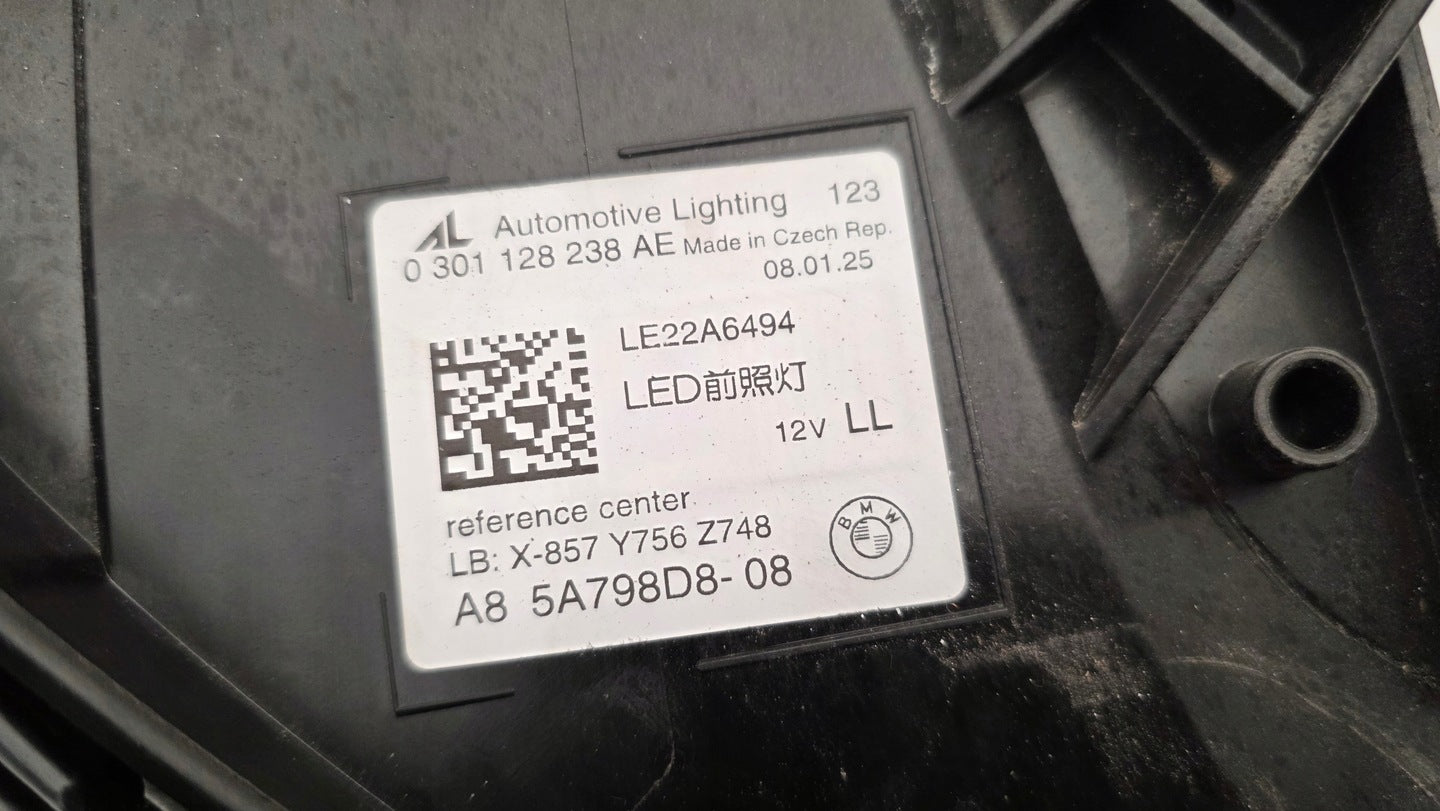 AL Automotive Lighting 123
0 301 128 238 AE Made in Czech Rep.
08.01.25
LE22A6494
LED前照灯
12V LL
reference center
LB: X-857 Y756 Z748
A8 5A798D8-08
BMW